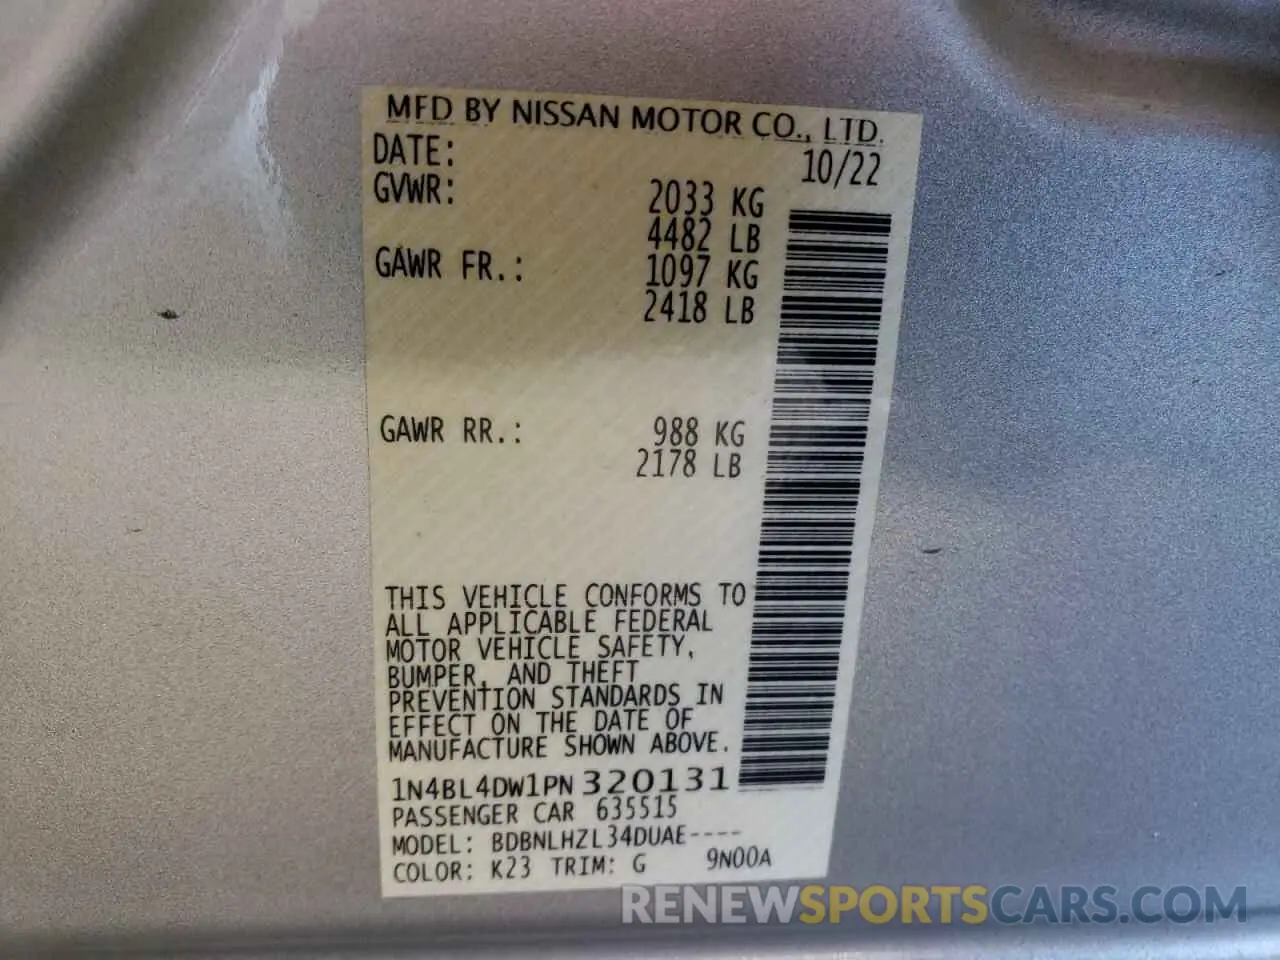 MFD BY NISSAN MOTOR CO., LTD.
DATE: 10/22
GVWR: 2033 KG
4482 LB
GAWR FR.: 1097 KG
2418 LB
GAWR RR.: 988 KG
2178 LB
THIS VEHICLE CONFORMS TO
ALL APPLICABLE FEDERAL
MOTOR VEHICLE SAFETY,
BUMPER, AND THEFT
PREVENTION STANDARDS IN
EFFECT ON THE DATE OF
MANUFACTURE SHOWN ABOVE.
1N4BL4DW1PN320131
PASSENGER CAR 635515
MODEL: BDBNLHZL34DUAE----
COLOR: K23 TRIM: G 9N00A
RENEWSPORTSCARS.COM